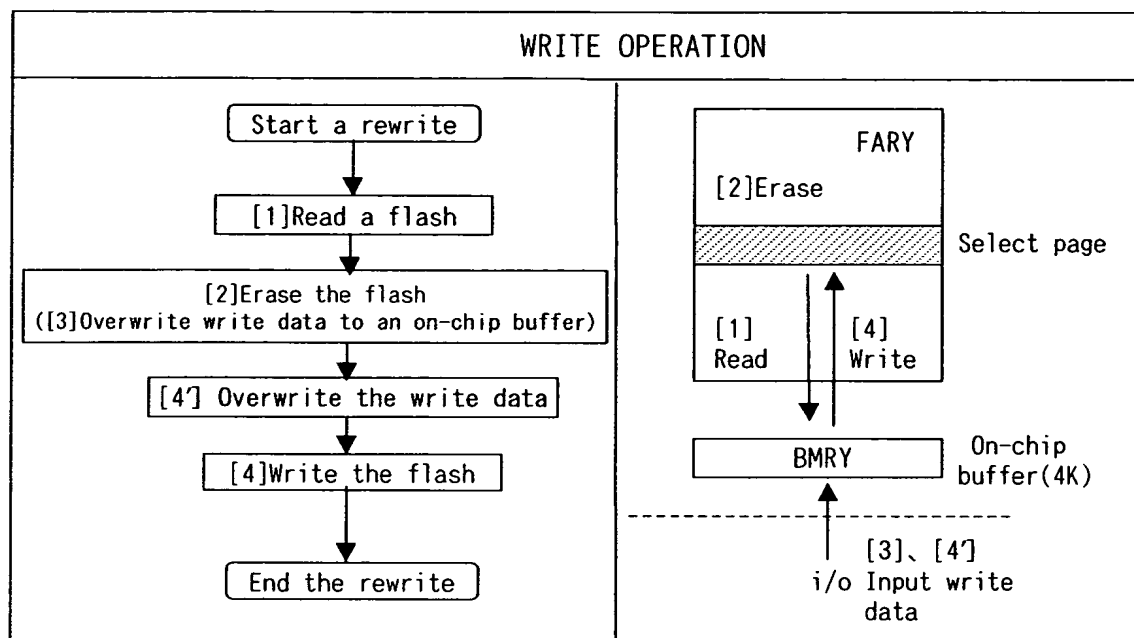 WRITE OPERATION
Start a rewrite
[1]Read a flash
[2]Erase the flash
([3]Overwrite write data to an on-chip buffer)
[4′] Overwrite the write data
[4]Write the flash
End the rewrite
FARY
[2]Erase
Select page
[1]
Read
[4]
Write
BMRY
On-chip
buffer(4K)
[3]、[4′]
i/o Input write
data